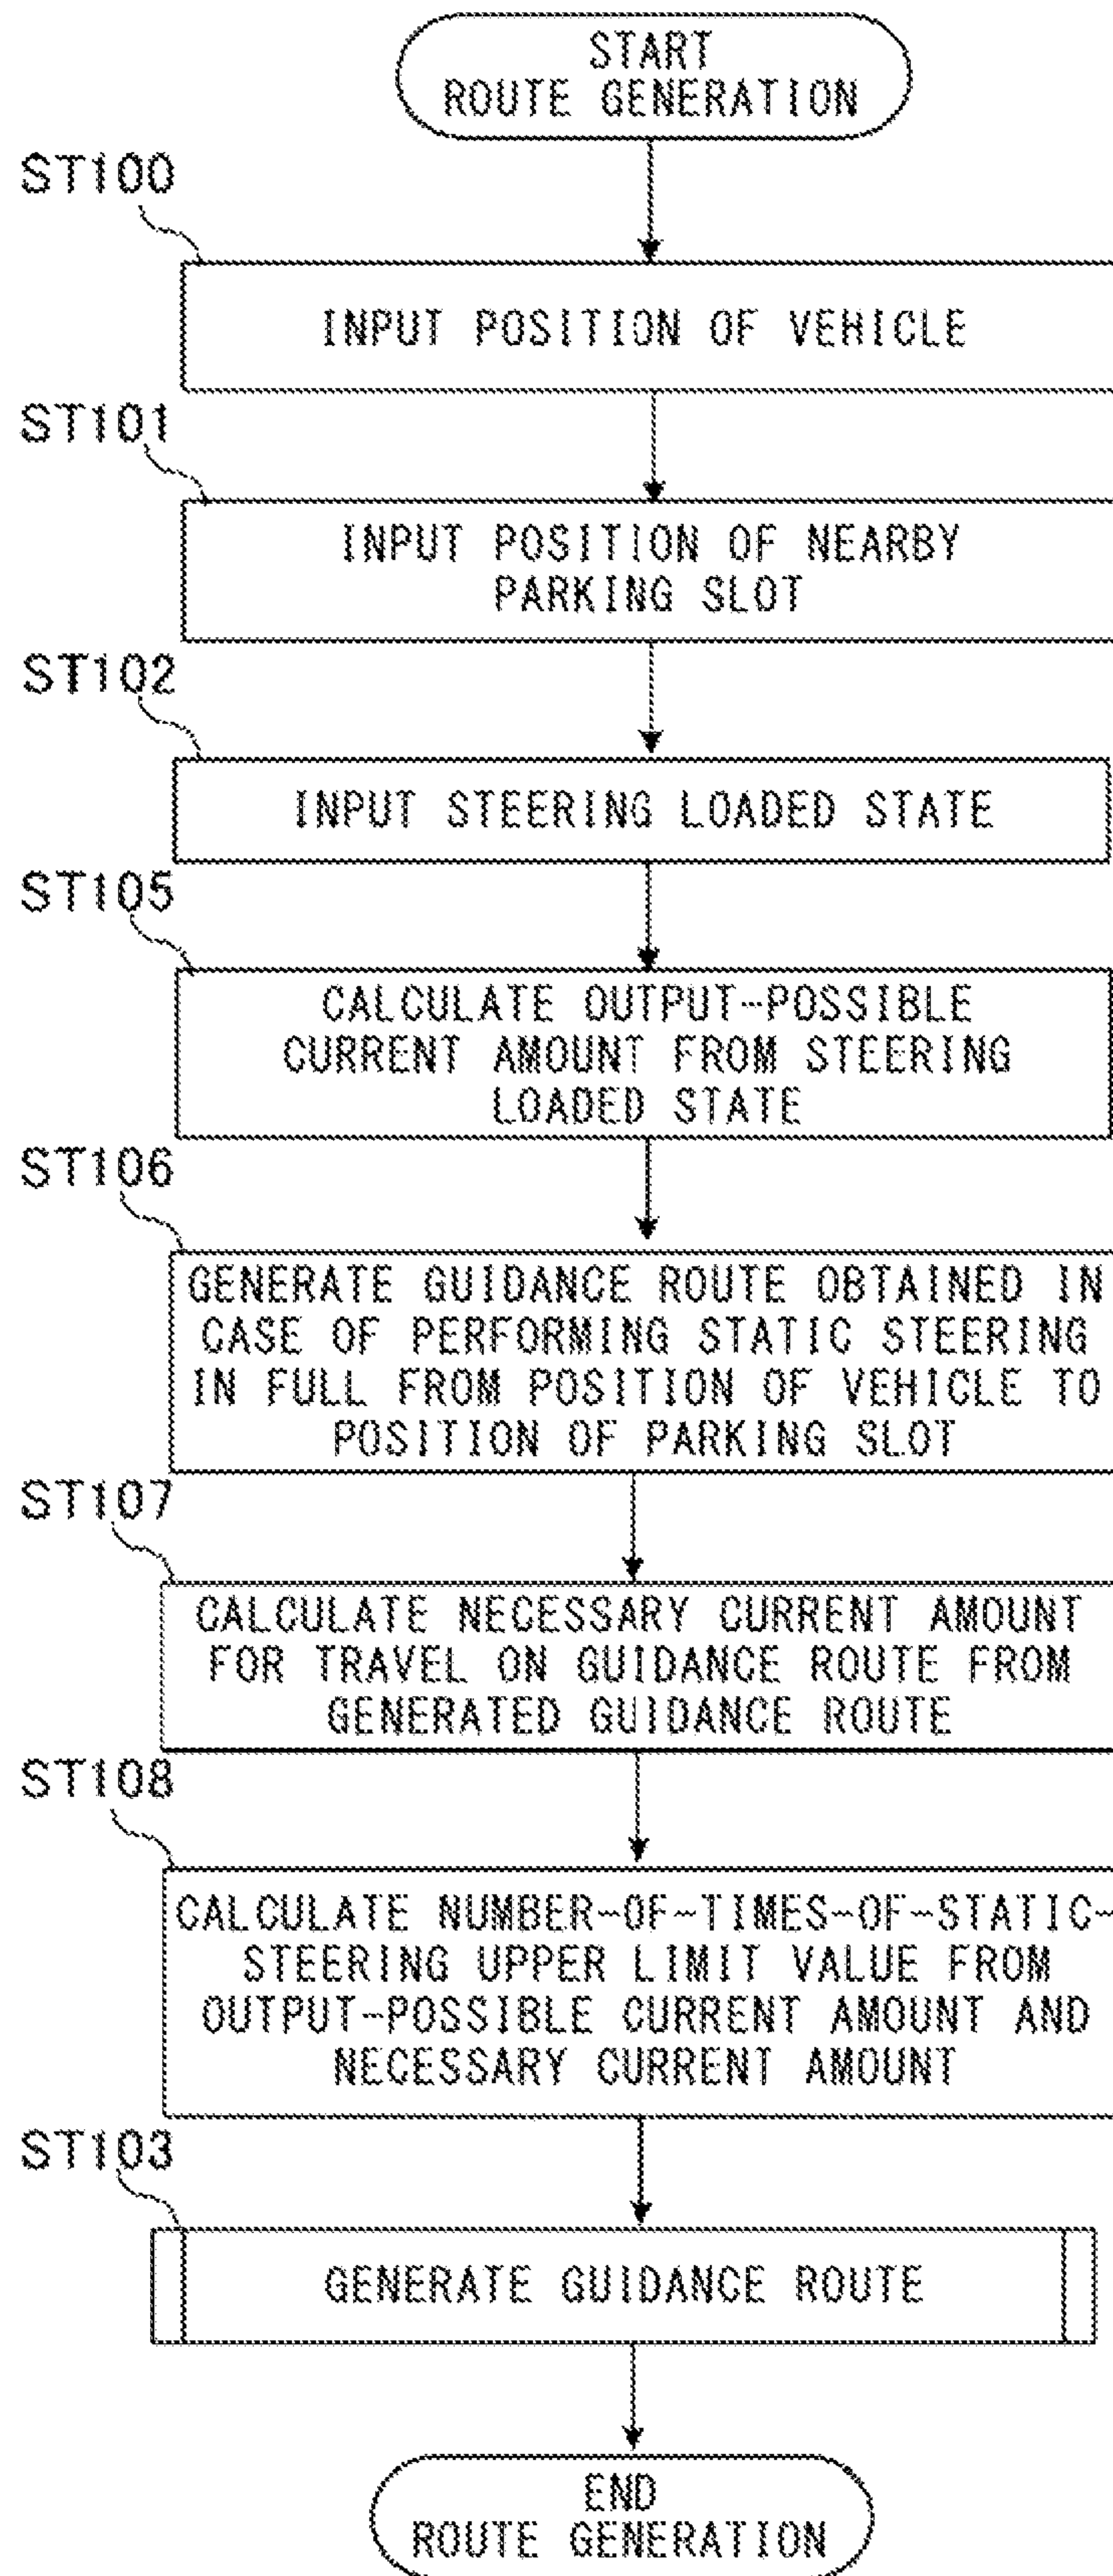 START
ROUTE GENERATION
ST100
INPUT POSITION OF VEHICLE
ST101
INPUT POSITION OF NEARBY
PARKING SLOT
ST102
INPUT STEERING LOADED STATE
ST105
CALCULATE OUTPUT-POSSIBLE
CURRENT AMOUNT FROM STEERING
LOADED STATE
ST106
GENERATE GUIDANCE ROUTE OBTAINED IN
CASE OF PERFORMING STATIC STEERING
IN FULL FROM POSITION OF VEHICLE TO
POSITION OF PARKING SLOT
ST107
CALCULATE NECESSARY CURRENT AMOUNT
FOR TRAVEL ON GUIDANCE ROUTE FROM
GENERATED GUIDANCE ROUTE
ST108
CALCULATE NUMBER-OF-TIMES-OF-STATIC-
STEERING UPPER LIMIT VALUE FROM
OUTPUT-POSSIBLE CURRENT AMOUNT AND
NECESSARY CURRENT AMOUNT
ST103
GENERATE GUIDANCE ROUTE
END
ROUTE GENERATION